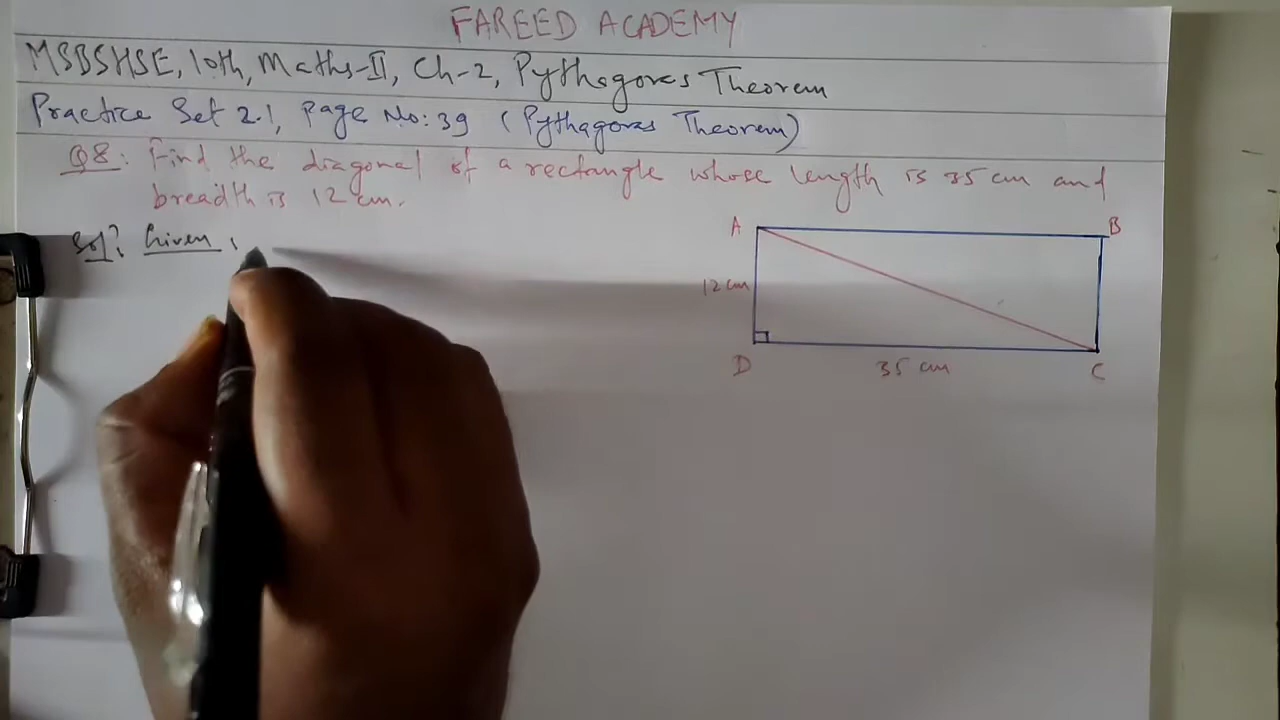 FAREED ACADEMY
MSBSHSE, 10th, Maths-II, Ch-2, Pythagoras Theorem
Practice Set 2.1, Page No: 39 (Pythagoras Theorem)
Q8: Find the diagonal of a rectangle whose length is 35 cm and
breadth is 12 cm.
Sol? Given,
A
B
12 cm
D
35 cm
C